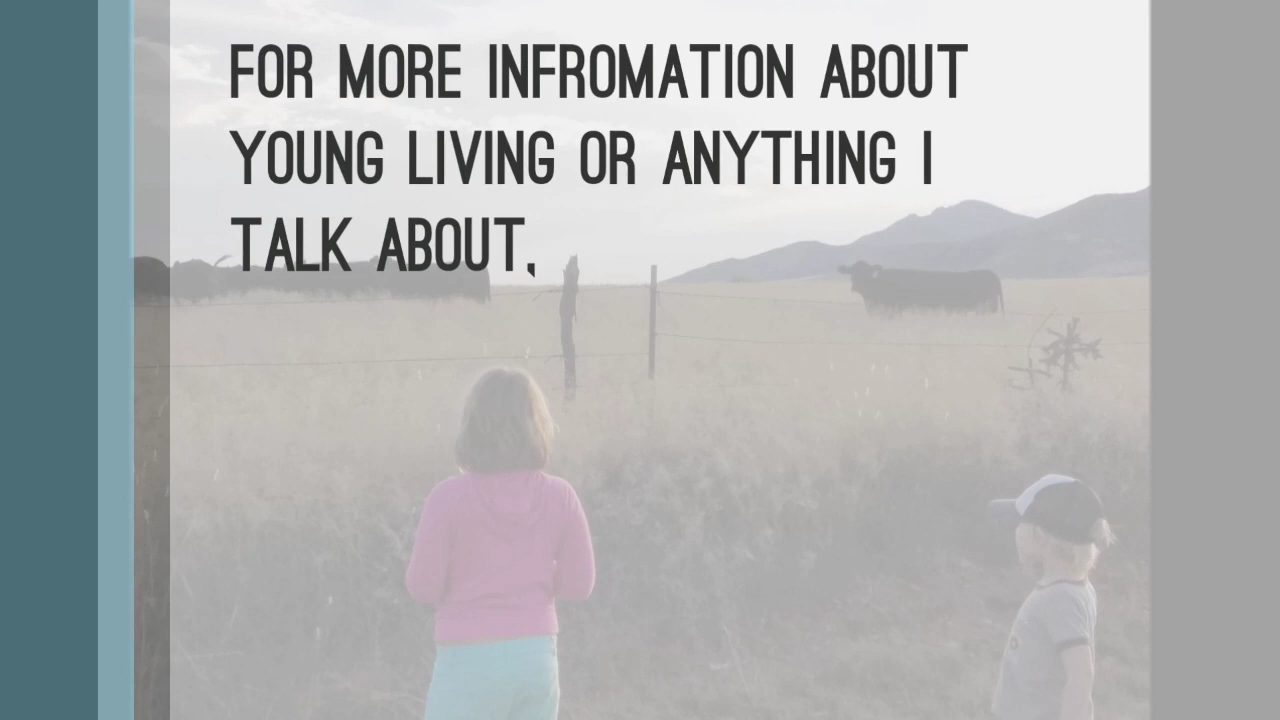 FOR MORE INFROMATION ABOUT
YOUNG LIVING OR ANYTHING I
TALK ABOUT,